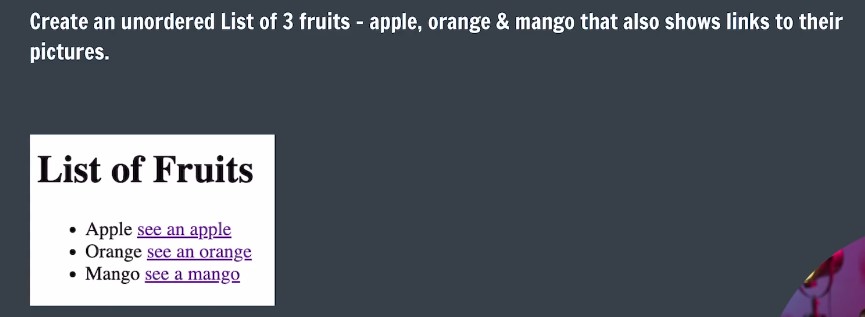 Create an unordered List of 3 fruits - apple, orange & mango that also shows links to their
pictures.
List of Fruits
• Apple see an apple
• Orange see an orange
• Mango see a mango